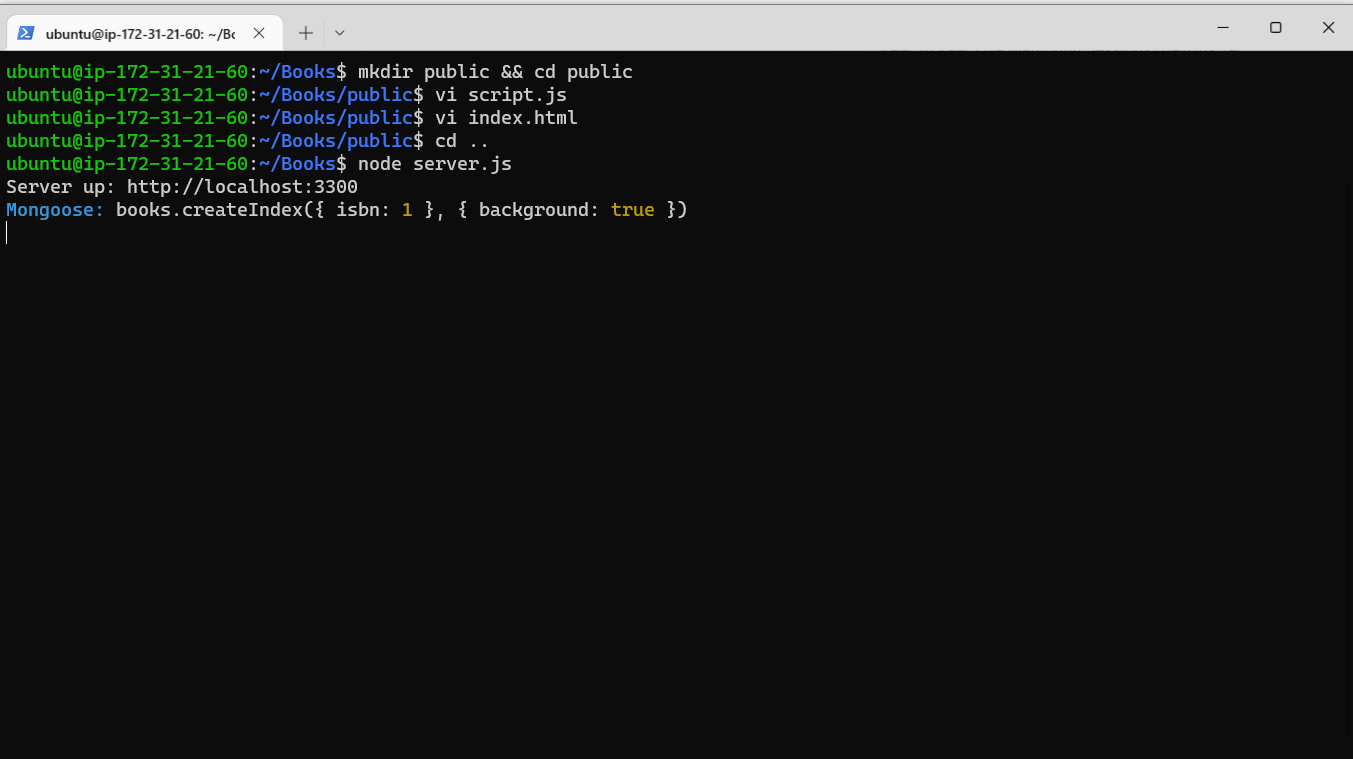 ubuntu@ip-172-31-21-60: ~/Bo
ubuntu@ip-172-31-21-60:~/Books$ mkdir public && cd public
ubuntu@ip-172-31-21-60:~/Books/public$ vi script.js
ubuntu@ip-172-31-21-60:~/Books/public$ vi index.html
ubuntu@ip-172-31-21-60:~/Books/public$ cd ..
ubuntu@ip-172-31-21-60:~/Books$ node server.js
Server up: http://localhost:3300
Mongoose: books.createIndex({ isbn: 1 }, { background: true })